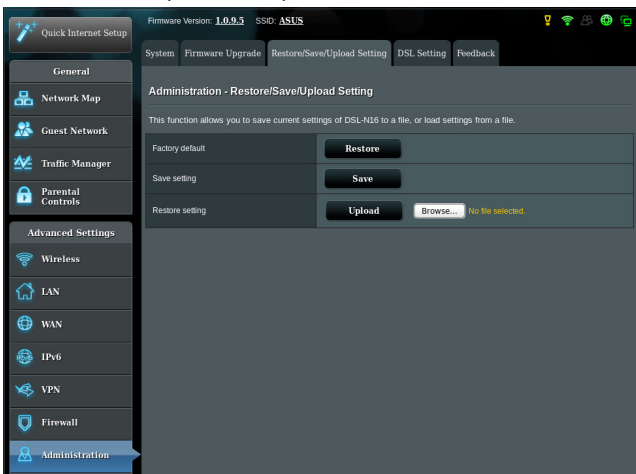 Quick Internet Setup
Firmware Version: 1.0.9.5 SSID: ASUS
System Firmware Upgrade Restore/Save/Upload Setting DSL Setting Feedback
General
Network Map
Guest Network
Traffic Manager
Parental
Controls
Advanced Settings
Wireless
LAN
WAN
IPv6
VPN
Firewall
Administration
Administration - Restore/Save/Upload Setting
This function allows you to save current settings of DSL-N16 to a file, or load settings from a file.
Factory default Restore
Save setting Save
Restore setting Upload Browse... No file selected.